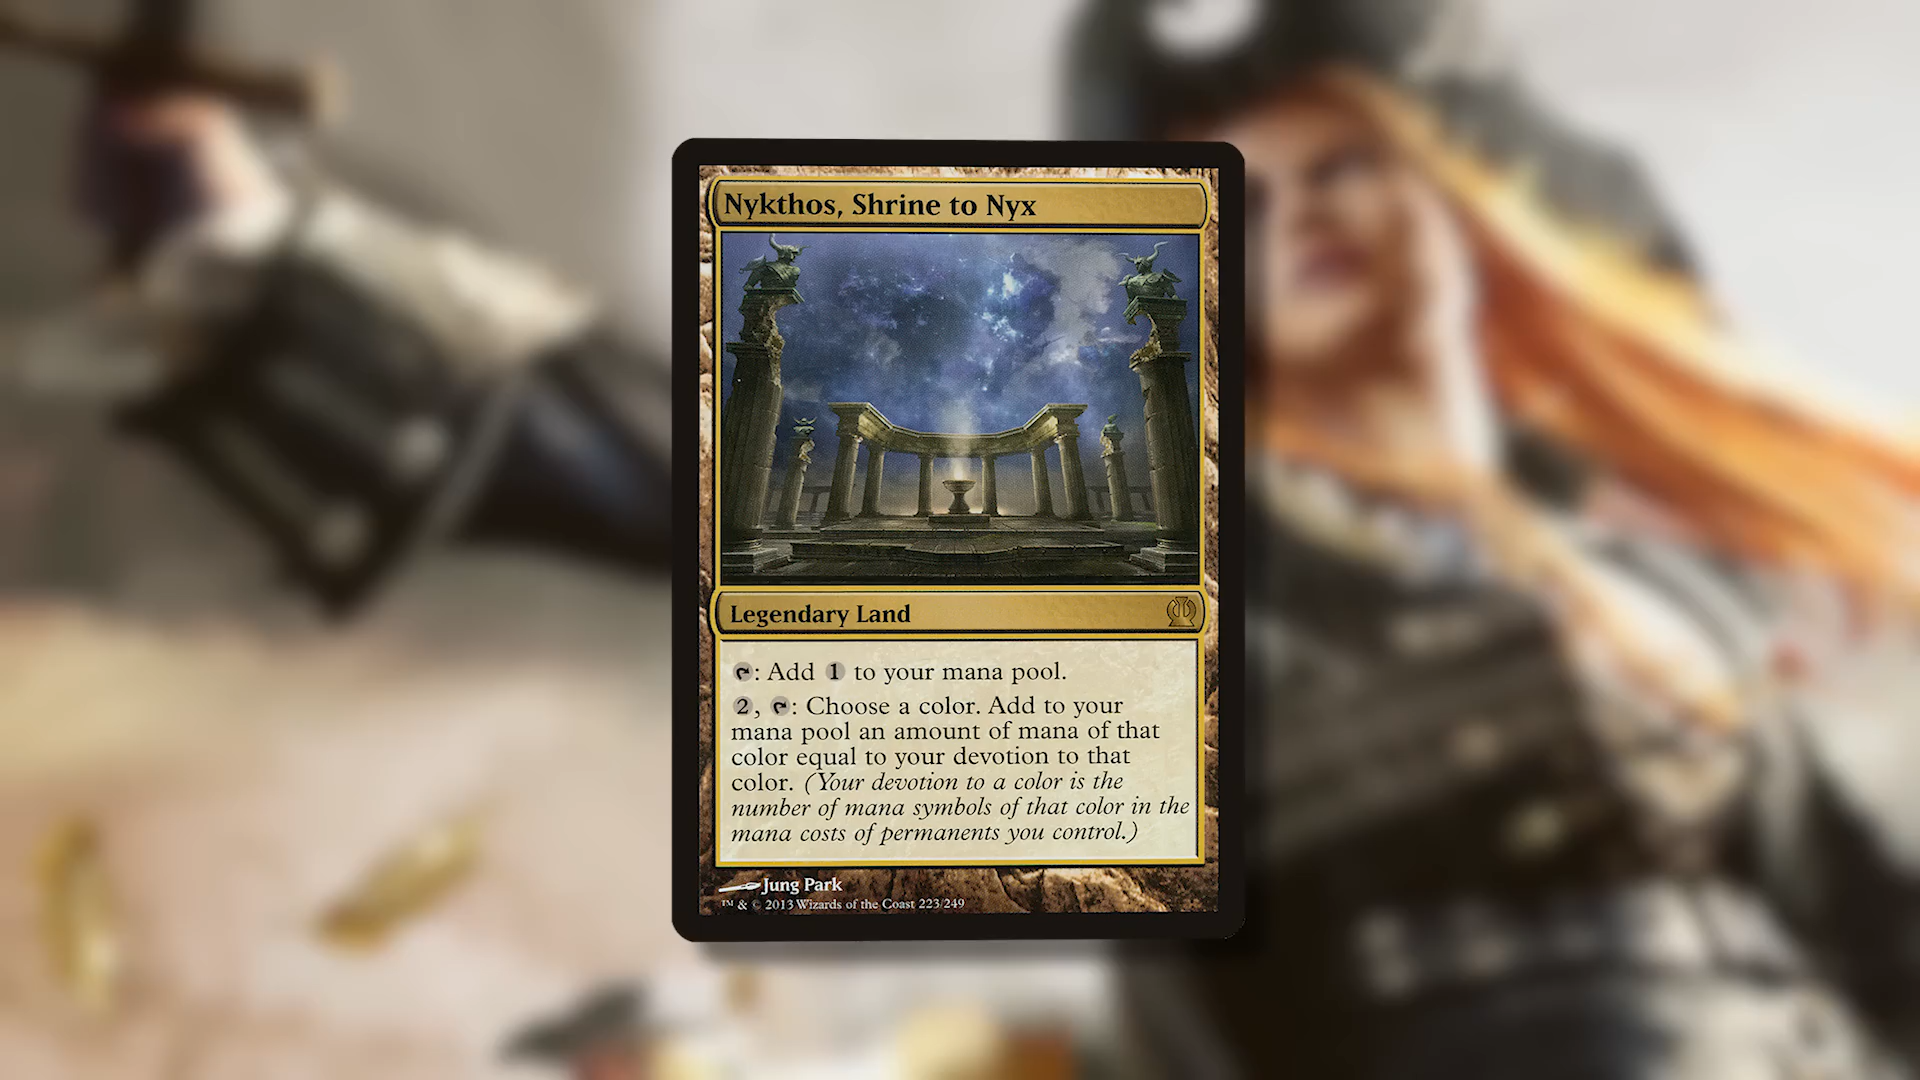 Nykthos, Shrine to Nyx
Legendary Land
: Add 1 to your mana pool.
2, : Choose a color. Add to your
mana pool an amount of mana of that
color equal to your devotion to that
color. (Your devotion to a color is the
number of mana symbols of that color in the
mana costs of permanents you control.)
Jung Park
™ & © 2013 Wizards of the Coast 223/249